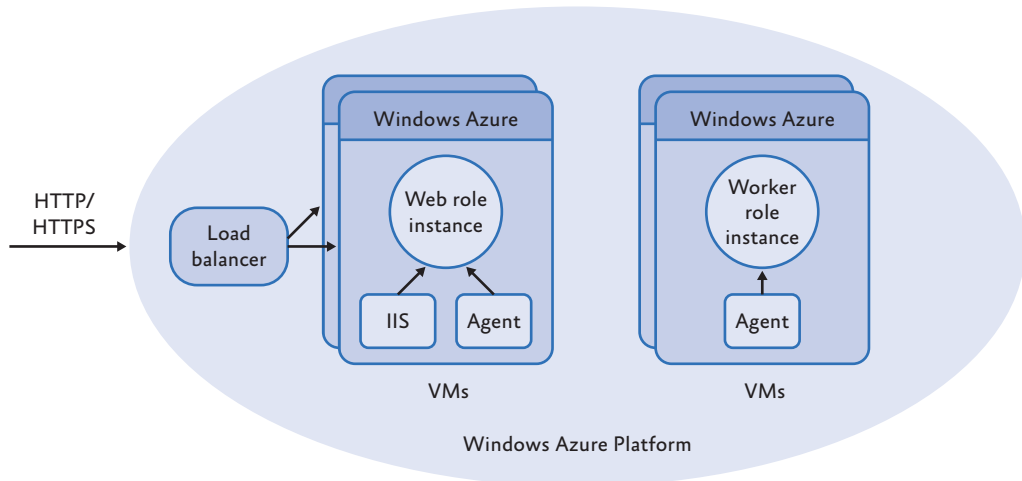 HTTP/
HTTPS
Load
balancer
Windows Azure
Web role
instance
IIS
Agent
VMs
Windows Azure
Worker
role
instance
Agent
VMs
Windows Azure Platform